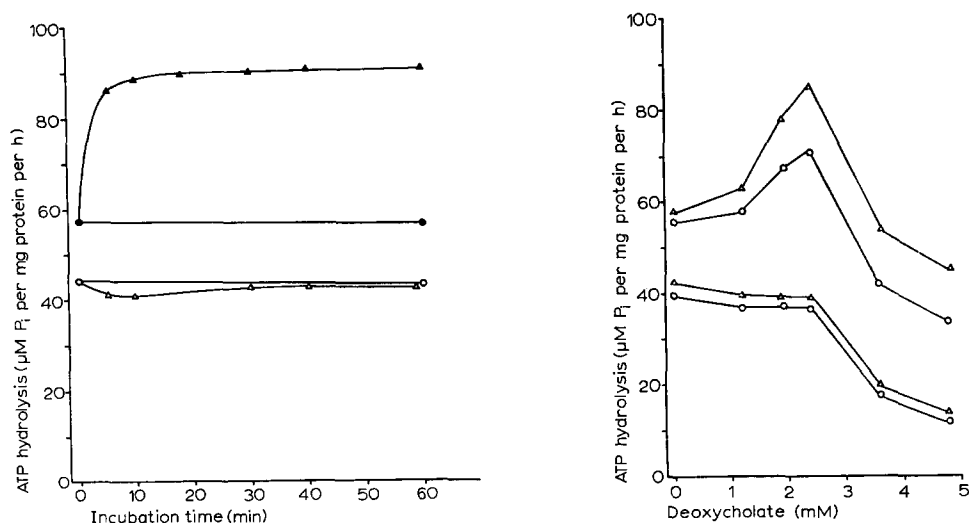 100
80
60
40
20
0
ATP hydrolysis (µM Pi per mg protein per h)
0 10 20 30 40 50 60
Incubation time (min)
100
80
60
40
20
0
ATP hydrolysis (µM Pi per mg protein per h)
0 1 2 3 4 5
Deoxycholate (mM)